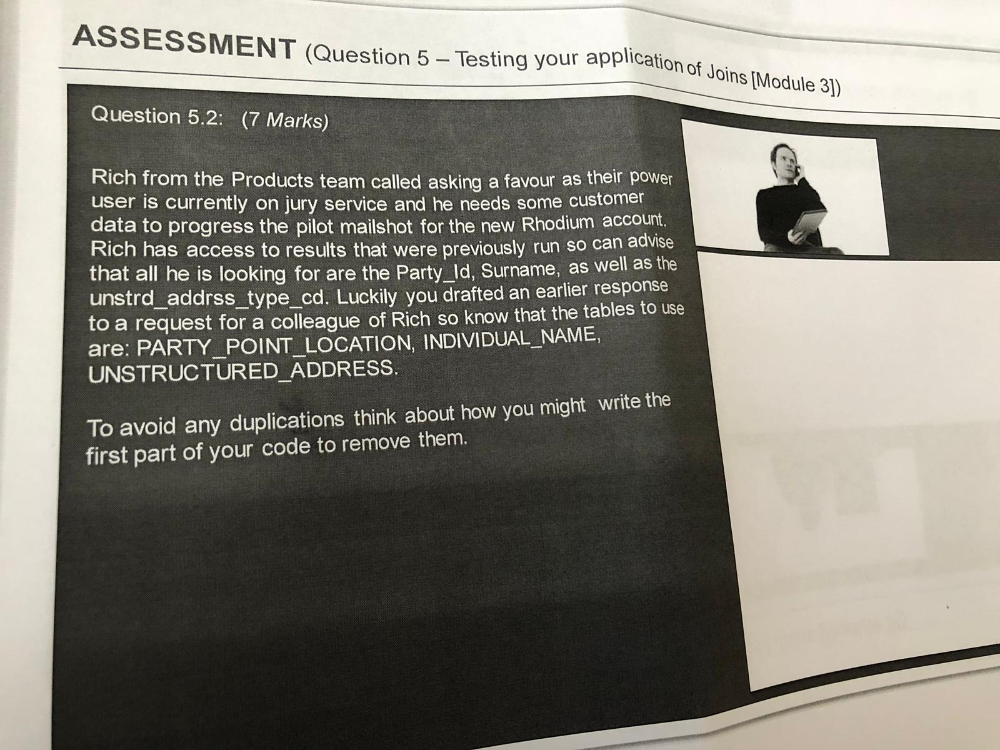 ASSESSMENT (Question 5 – Testing your application of Joins [Module 3])
Question 5.2: (7 Marks)
Rich from the Products team called asking a favour as their power
user is currently on jury service and he needs some customer
data to progress the pilot mailshot for the new Rhodium account.
Rich has access to results that were previously run so can advise
that all he is looking for are the Party_Id, Surname, as well as the
unstrd_addrss_type_cd. Luckily you drafted an earlier response
to a request for a colleague of Rich so know that the tables to use
are: PARTY_POINT_LOCATION, INDIVIDUAL_NAME,
UNSTRUCTURED_ADDRESS.
To avoid any duplications think about how you might write the
first part of your code to remove them.